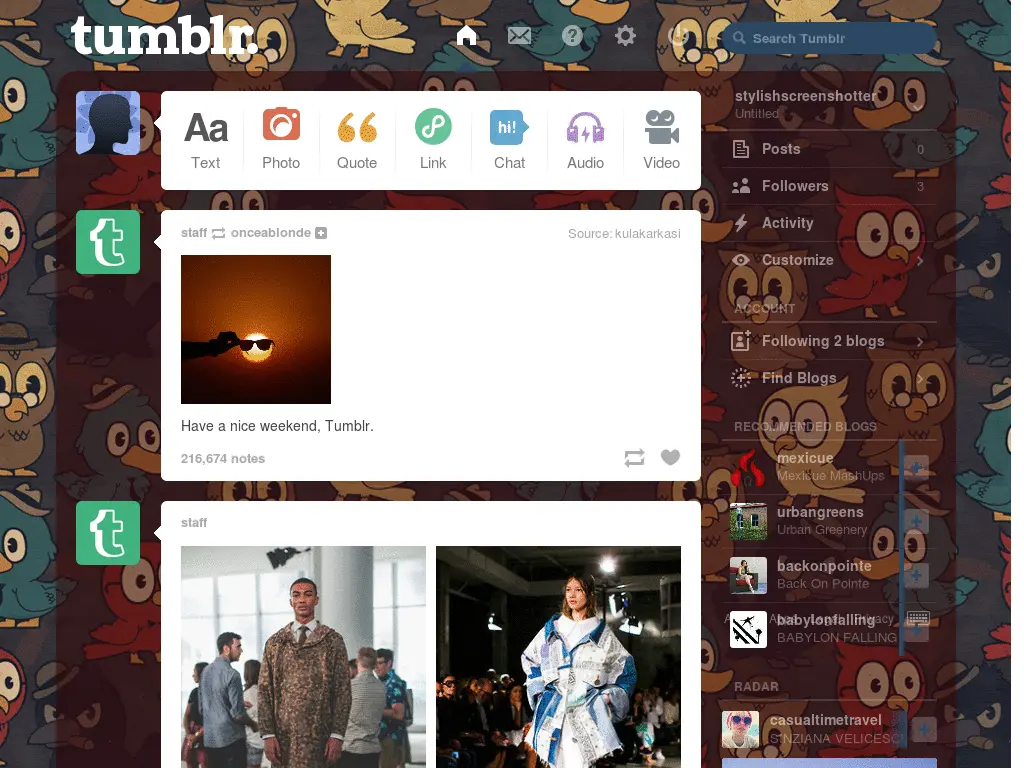 tumblr.
Search Tumblr
Aa
hi!
Text
Photo
Quote
Link
Chat
Audio
Video
staff onceablonde
Source: kulakarkasi
Have a nice weekend, Tumblr.
216,674 notes
staff
stylishscreenshotter
Untitled
Posts 0
Followers 3
Activity
Customize
ACCOUNT
Following 2 blogs
Find Blogs
RECOMMENDED BLOGS
mexicue
Mexicue MashUps
urbangreens
Urban Greenery
backonpointe
Back On Pointe
babylonfalling
Legal Privacy
BABYLON FALLING
RADAR
casualtimetravel